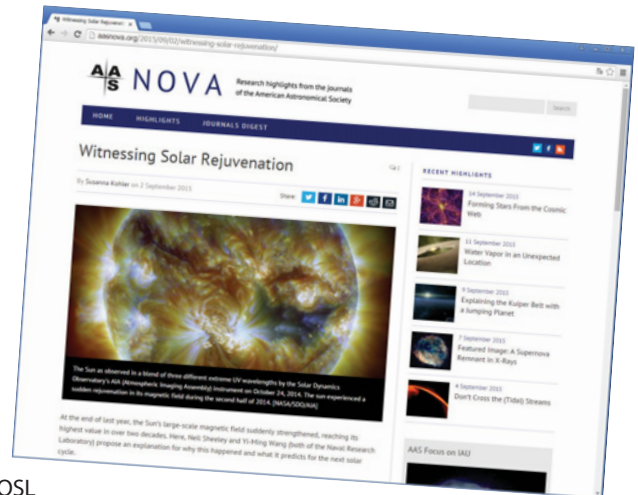 Witnessing Solar Rejuvenation
aasnova.org/2015/09/02/witnessing-solar-rejuvenation/
AAS NOVA
Research highlights from the journals
of the American Astronomical Society
Search
HOME HIGHLIGHTS JOURNALS DIGEST
Witnessing Solar Rejuvenation
By Susanna Kohler on 2 September 2015
Share:
The Sun as observed in a blend of three different extreme UV wavelengths by the Solar Dynamics
Observatory's AIA (Atmospheric Imaging Assembly) instrument on October 24, 2014. The sun experienced a
sudden rejuvenation in its magnetic field during the second half of 2014. [NASA/SDO/AIA]
At the end of last year, the Sun's large-scale magnetic field suddenly strengthened, reaching its
highest value in over two decades. Here, Neil Sheeley and Yi-Ming Wang (both of the Naval Research
Laboratory) propose an explanation for why this happened and what it predicts for the next solar
cycle.
RECENT HIGHLIGHTS
14 September 2015
Forming Stars From the Cosmic
Web
11 September 2015
Water Vapor in an Unexpected
Location
9 September 2015
Explaining the Kuiper Belt with
a Jumping Planet
7 September 2015
Featured Image: A Supernova
Remnant in X-Rays
4 September 2015
Don't Cross the (Tidal) Streams
AAS Focus on IAU
OSL